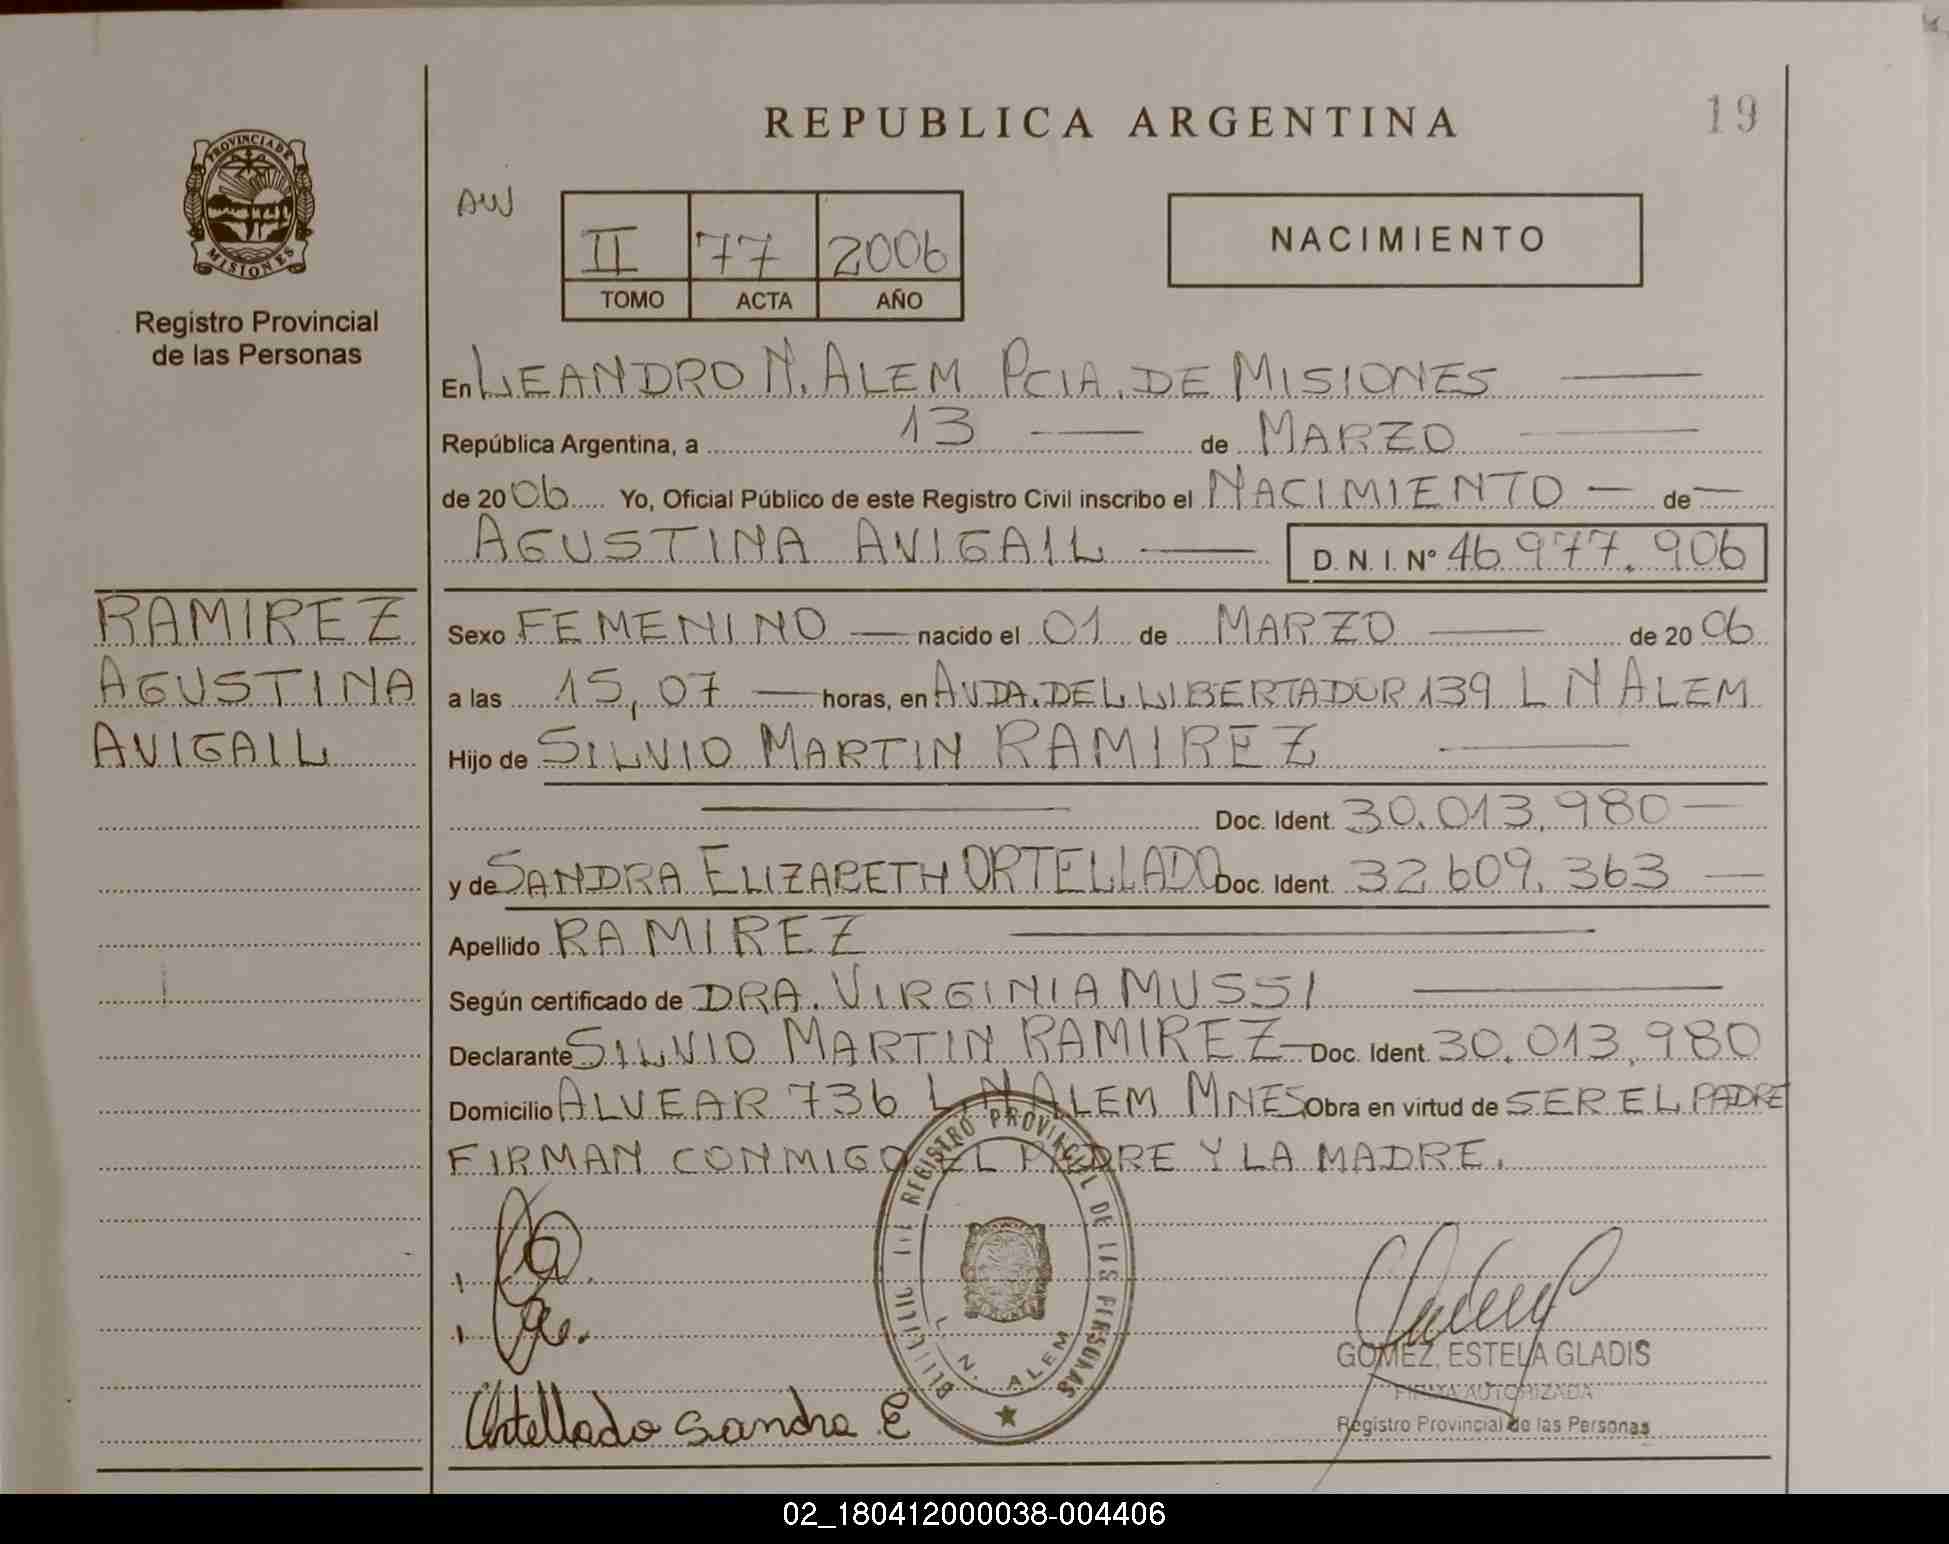 REPUBLICA ARGENTINA
19
PROVINCIA DE
MISIONES
Registro Provincial
de las Personas
AW
II 77 2006
TOMO ACTA AÑO
NACIMIENTO
En LEANDRO N. ALEM PCIA. DE MISIONES
República Argentina, a 13 de MARZO
de 2006 Yo, Oficial Público de este Registro Civil inscribo el NACIMIENTO de
AGUSTINA AVIGAIL D.N.I. Nº 46.977.906
RAMIREZ
AGUSTINA
AVIGAIL
Sexo FEMENINO nacido el 01 de MARZO de 2006
a las 15,07 horas, en AVDA. DEL LIBERTADOR 139 L N ALEM
Hijo de SILVIO MARTIN RAMIREZ
Doc. Ident. 30.013.980
y de SANDRA ELIZABETH ORTELLADO Doc. Ident. 32.609.363
Apellido RAMIREZ
Según certificado de DRA. VIRGINIA MUSSI
Declarante SILVIO MARTIN RAMIREZ Doc. Ident. 30.013.980
Domicilio ALVEAR 736 L N ALEM MNES Obra en virtud de SER EL PADRE
FIRMAN CONMIGO EL PADRE Y LA MADRE.
REGISTRO PROVINCIAL DE LAS PERSONAS
L. N. ALEM
Ortellado Sandra E
GOMEZ, ESTELA GLADIS
FIRMA AUTORIZADA
Registro Provincial de las Personas
02_180412000038-004406